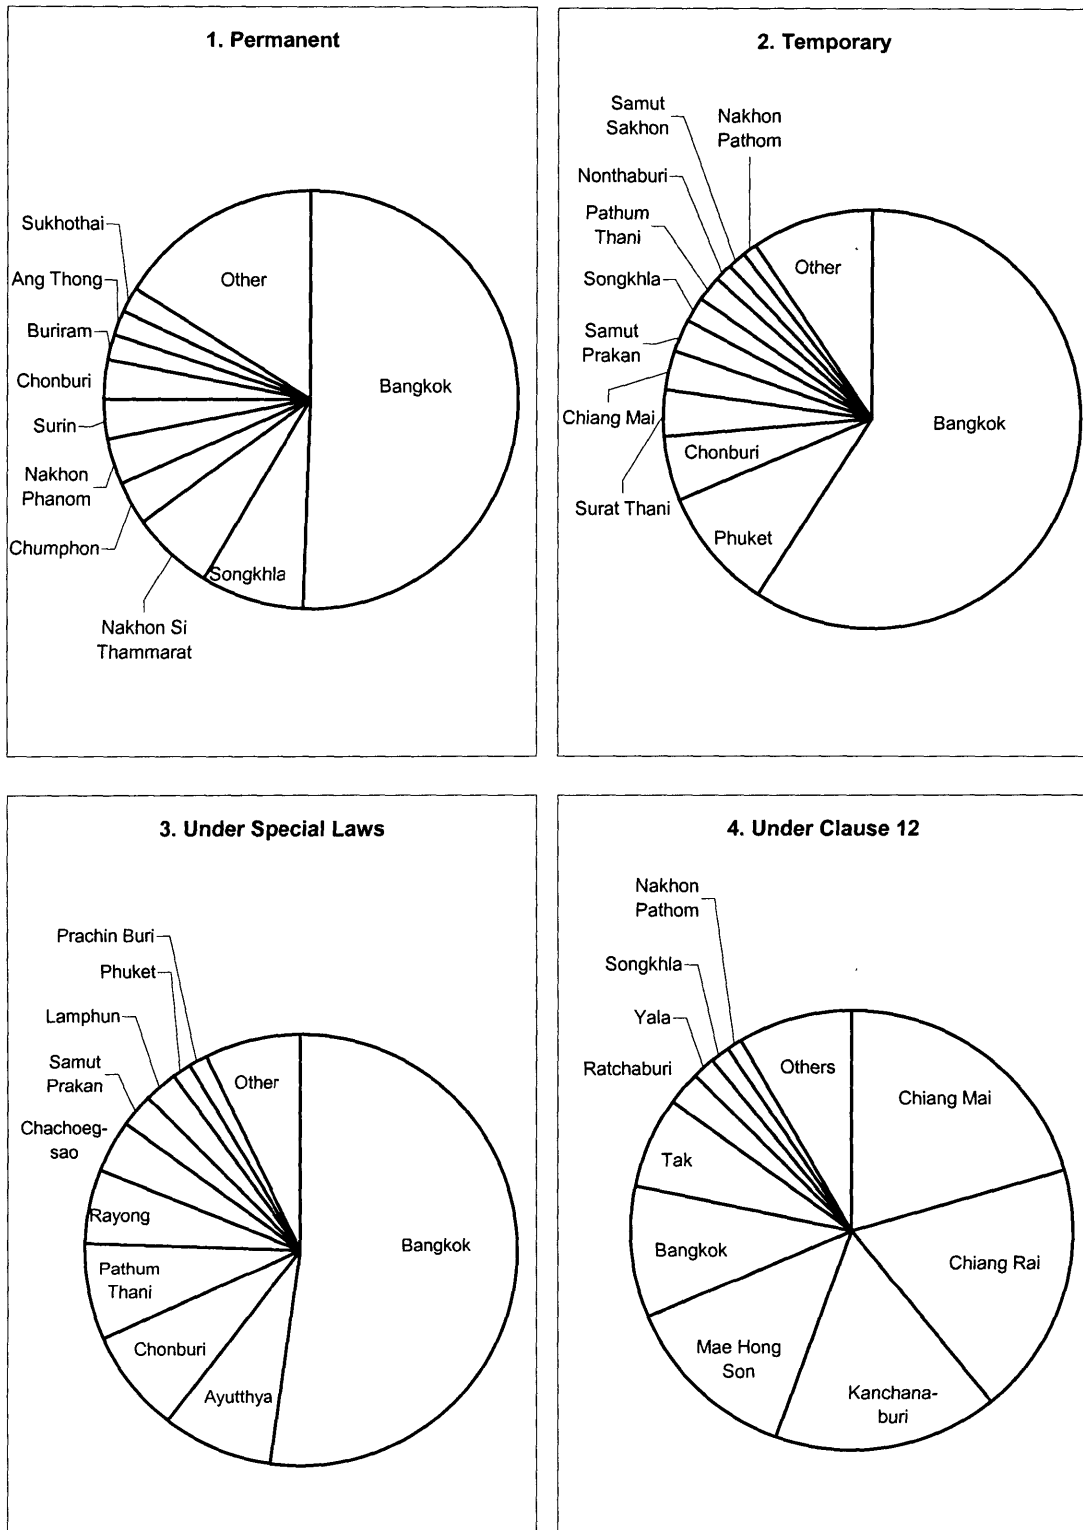 1. Permanent
Sukhothai
Ang Thong
Buriram
Chonburi
Surin
Nakhon
Phanom
Chumphon
Nakhon Si
Thammarat
Songkhla
Other
Bangkok
2. Temporary
Samut
Sakhon
Nakhon
Pathom
Nonthaburi
Pathum
Thani
Songkhla
Samut
Prakan
Chiang Mai
Surat Thani
Chonburi
Phuket
Other
Bangkok
3. Under Special Laws
Prachin Buri
Phuket
Lamphun
Samut
Prakan
Chachoeg-
sao
Rayong
Pathum
Thani
Chonburi
Ayutthya
Other
Bangkok
4. Under Clause 12
Nakhon
Pathom
Songkhla
Yala
Ratchaburi
Tak
Bangkok
Mae Hong
Son
Kanchana-
buri
Others
Chiang Mai
Chiang Rai